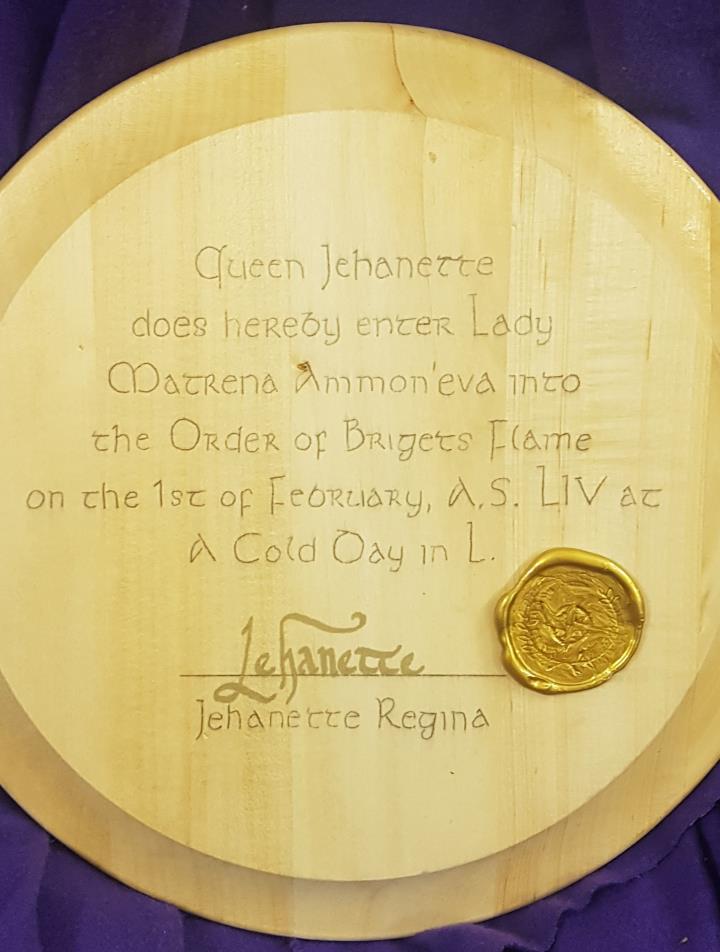 Queen Jehanette
does hereby enter Lady
Matrena Ammon'eva into
the Order of Brigets Flame
on the 1st of February, A.S. LIV at
A Cold Day in L.
Jehanette
Jehanette Regina